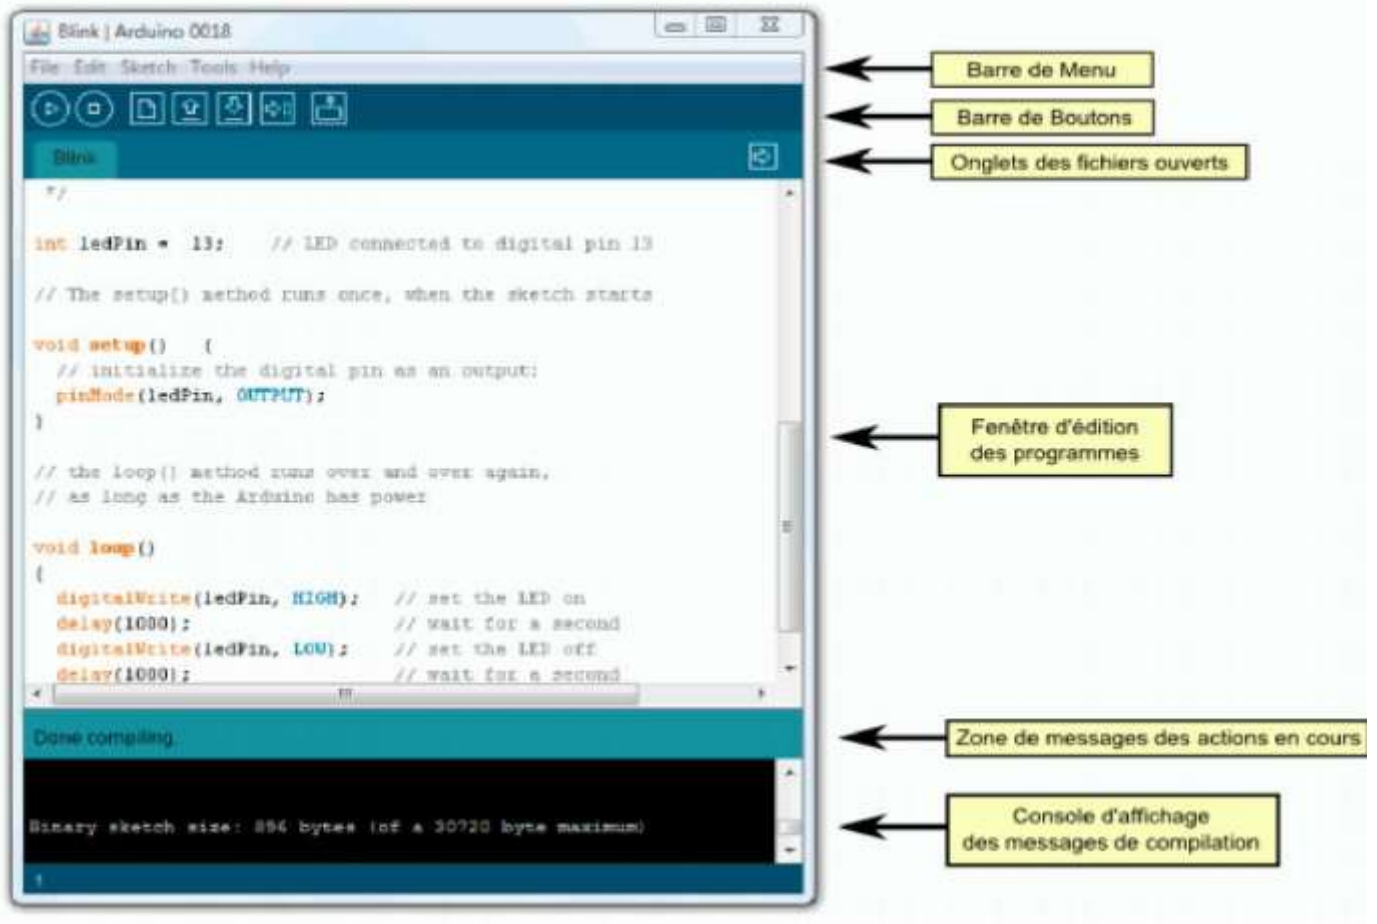 Blink | Arduino 0018
File Edit Sketch Tools Help
Blink
*/
int ledPin = 13; // LED connected to digital pin 13
// The setup() method runs once, when the sketch starts
void setup() {
// initialize the digital pin as an output:
pinMode(ledPin, OUTPUT);
}
// the loop() method runs over and over again,
// as long as the Arduino has power
void loop()
{
digitalWrite(ledPin, HIGH); // set the LED on
delay(1000); // wait for a second
digitalWrite(ledPin, LOW); // set the LED off
delay(1000); // wait for a second
Done compiling.
Binary sketch size: 896 bytes (of a 30720 byte maximum)
1
Barre de Menu
Barre de Boutons
Onglets des fichiers ouverts
Fenêtre d'édition
des programmes
Zone de messages des actions en cours
Console d'affichage
des messages de compilation